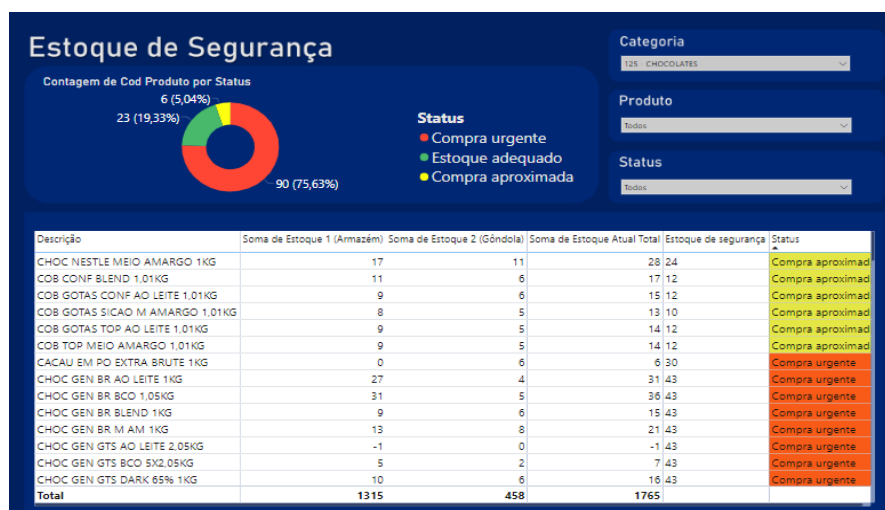 Estoque de Segurança
Categoria
125 - CHOCOLATES
Contagem de Cod Produto por Status
6 (5,04%)
23 (19,33%)
90 (75,63%)
Status
Compra urgente
Estoque adequado
Compra aproximada
Produto
Todos
Status
Todos
Descrição Soma de Estoque 1 (Armazém) Soma de Estoque 2 (Gôndola) Soma de Estoque Atual Total Estoque de segurança Status
CHOC NESTLE MEIO AMARGO 1KG 17 11 28 24 Compra aproximad
COB CONF BLEND 1,01KG 11 6 17 12 Compra aproximad
COB GOTAS CONF AO LEITE 1,01KG 9 6 15 12 Compra aproximad
COB GOTAS SICAO M AMARGO 1,01KG 8 5 13 10 Compra aproximad
COB GOTAS TOP AO LEITE 1,01KG 9 5 14 12 Compra aproximad
COB TOP MEIO AMARGO 1,01KG 9 5 14 12 Compra aproximad
CACAU EM PO EXTRA BRUTE 1KG 0 6 6 30 Compra urgente
CHOC GEN BR AO LEITE 1KG 27 4 31 43 Compra urgente
CHOC GEN BR BCO 1,05KG 31 5 36 43 Compra urgente
CHOC GEN BR BLEND 1KG 9 6 15 43 Compra urgente
CHOC GEN BR M AM 1KG 13 8 21 43 Compra urgente
CHOC GEN GTS AO LEITE 2,05KG -1 0 -1 43 Compra urgente
CHOC GEN GTS BCO 5X2,05KG 5 2 7 43 Compra urgente
CHOC GEN GTS DARK 65% 1KG 10 6 16 43 Compra urgente
Total 1315 458 1765